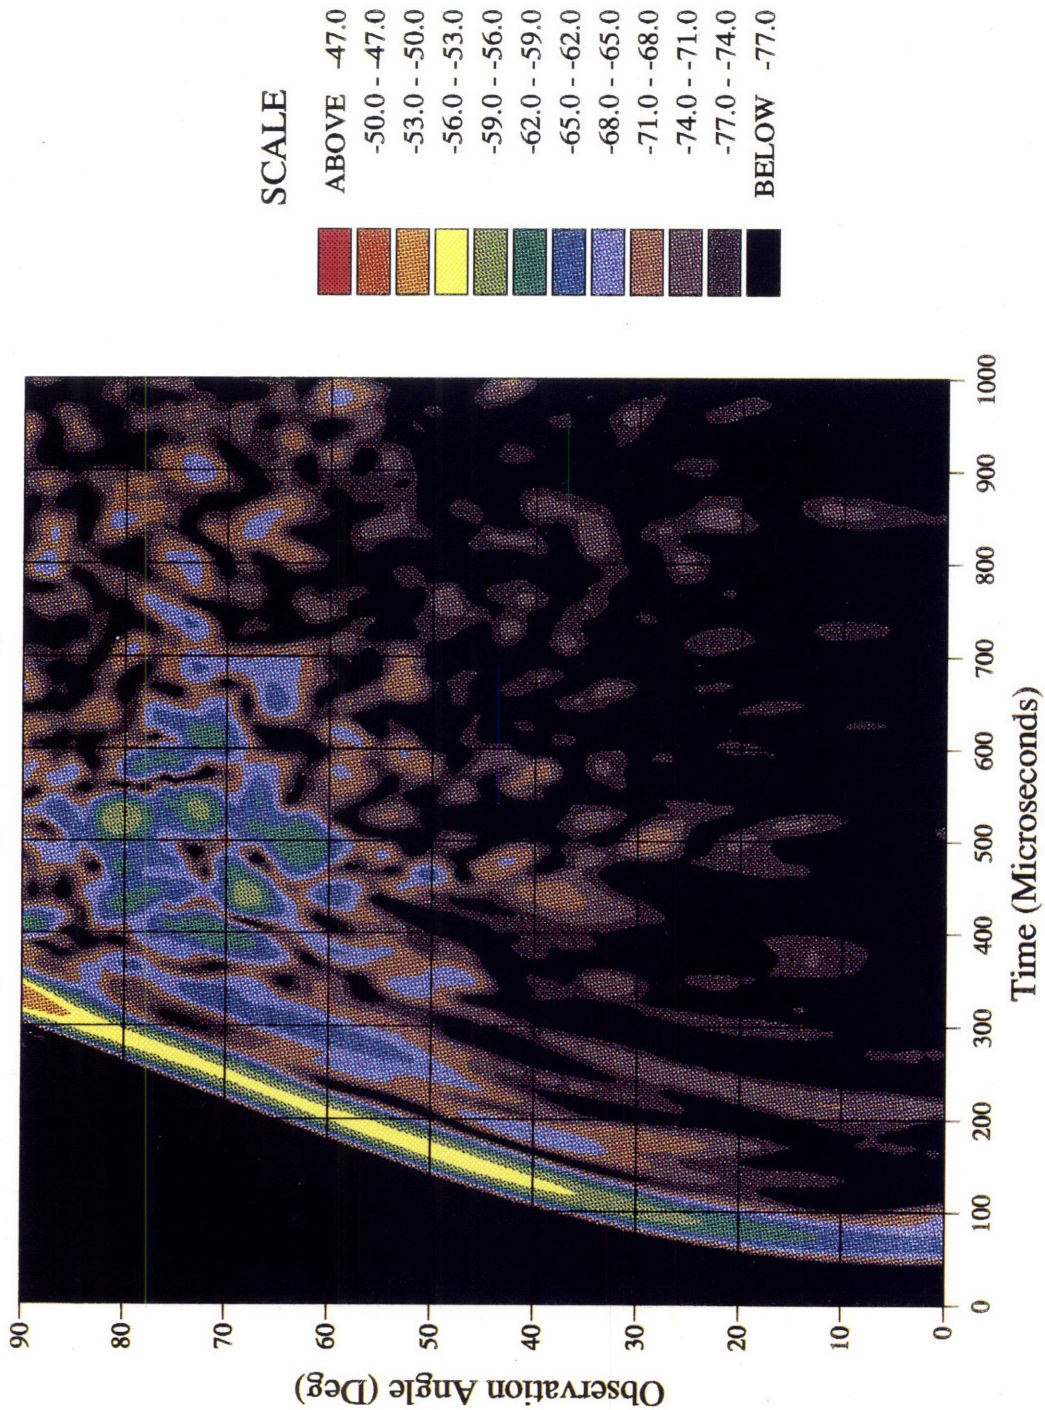 SCALE
ABOVE -47.0
-50.0 - -47.0
-53.0 - -50.0
-56.0 - -53.0
-59.0 - -56.0
-62.0 - -59.0
-65.0 - -62.0
-68.0 - -65.0
-71.0 - -68.0
-74.0 - -71.0
-77.0 - -74.0
BELOW -77.0
Observation Angle (Deg)
90
80
70
60
50
40
30
20
10
0
0
100
200
300
400
500
600
700
800
900
1000
Time (Microseconds)